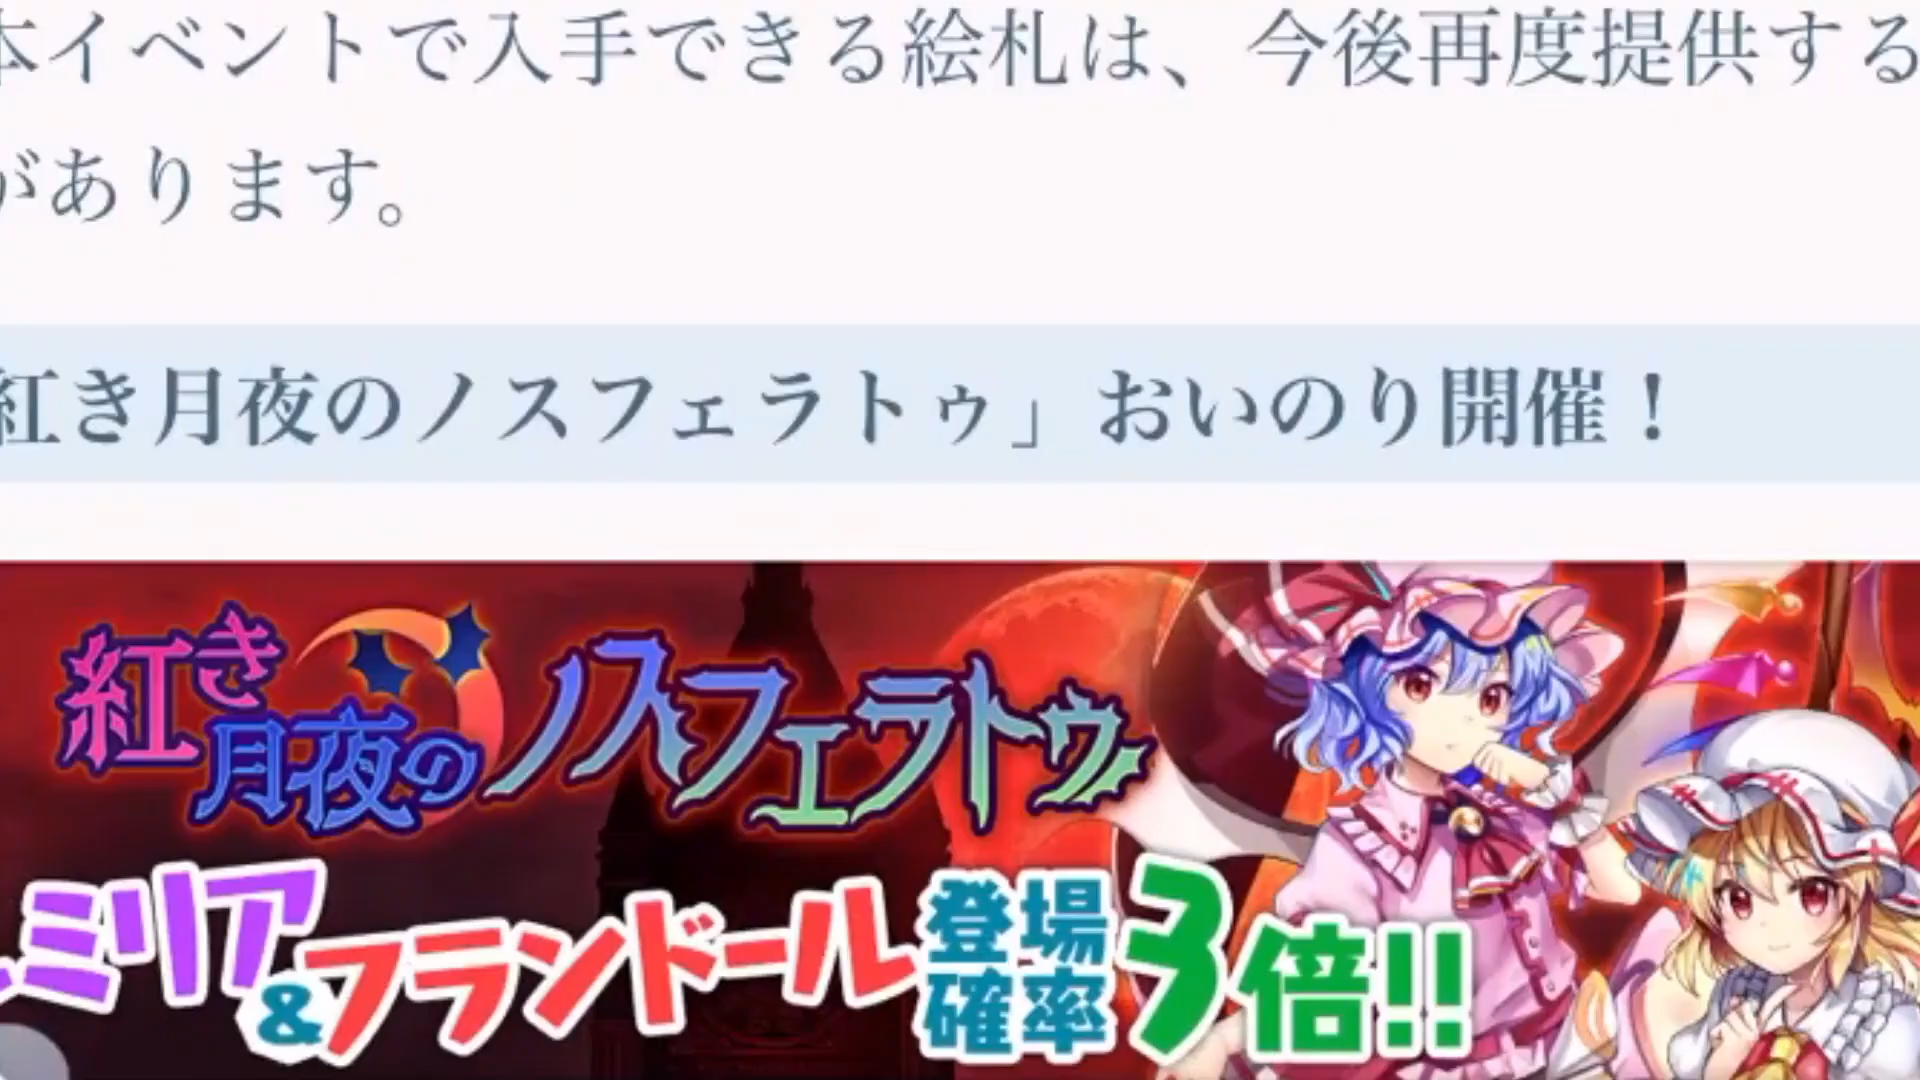 本イベントで入手できる絵札は、今後再度提供する
があります。
紅き月夜のノスフェラトゥ」おいのり開催！
紅き
月夜のノスフェラトゥ
レミリア&フランドール登場確率3倍!!